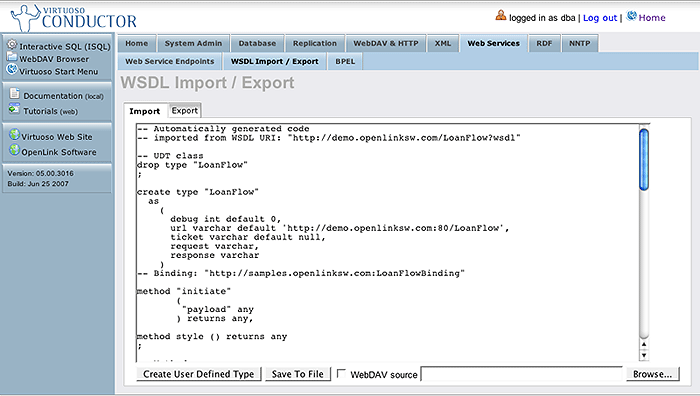 VIRTUOSO
CONDUCTOR
logged in as dba | Log out | Home
Interactive SQL (ISQL)
WebDAV Browser
Virtuoso Start Menu
Documentation (local)
Tutorials (web)
Virtuoso Web Site
OpenLink Software
Version: 05.00.3016
Build: Jun 25 2007
Home System Admin Database Replication WebDAV & HTTP XML Web Services RDF NNTP
Web Service Endpoints WSDL Import / Export BPEL
WSDL Import / Export
Import Export
-- Automatically generated code
-- imported from WSDL URI: "http://demo.openlinksw.com/LoanFlow?wsdl"
-- UDT class
drop type "LoanFlow"
;
create type "LoanFlow"
as
(
debug int default 0,
url varchar default 'http://demo.openlinksw.com:80/LoanFlow',
ticket varchar default null,
request varchar,
response varchar
)
-- Binding: "http://samples.openlinksw.com:LoanFlowBinding"
method "initiate"
(
"payload" any
) returns any,
method style () returns any
;
Create User Defined Type Save To File WebDAV source Browse...